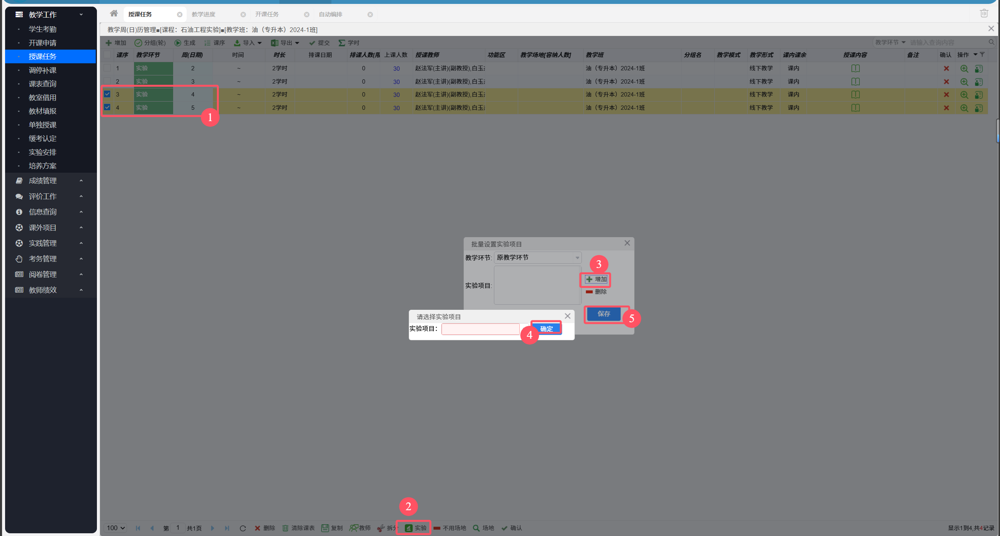 教学工作
学生考勤
开课申请
授课任务
调停补课
课表查询
教室借用
教材填报
单独授课
缓考认定
实验安排
培养方案
成绩管理
评价工作
信息查询
课外项目
实践管理
考务管理
阅卷管理
教师绩效
授课任务 教学进度 开课任务 自动编排
教学周(日)历管理■[课程：石油工程实验]■[教学班：油（专升本）2024-1班]
增加 分组(轮) 生成 课序 导入 导出 提交 学时 教学环节 请输入查询内容
课序 教学环节 周(日期) 时间 时长 排课日期 排课人数(限 上课人数 授课教师 功能区 教学场地[容纳人数] 教学班 分组名 教学模式 教学形式 课内课余 授课内容 备注 确认 操作
1 实验 2 ~ 2学时 0 30 赵法军(主讲)(副教授),白玉 油（专升本）2024-1班 线下教学 课内
2 实验 3 ~ 2学时 0 30 赵法军(主讲)(副教授),白玉 油（专升本）2024-1班 线下教学 课内
3 实验 4 ~ 2学时 0 30 赵法军(主讲)(副教授),白玉 油（专升本）2024-1班 线下教学 课内
4 实验 5 ~ 2学时 0 30 赵法军(主讲)(副教授),白玉 油（专升本）2024-1班 线下教学 课内
1
批量设置实验项目
教学环节: 原教学环节
3
增加
实验项目:
删除
保存 5
请选择实验项目
实验项目： 确定
4
2
100 第 1 共1页 删除 清除课表 复制 教师 拆分 实验 不用场地 场地 确认 显示1到4,共4记录